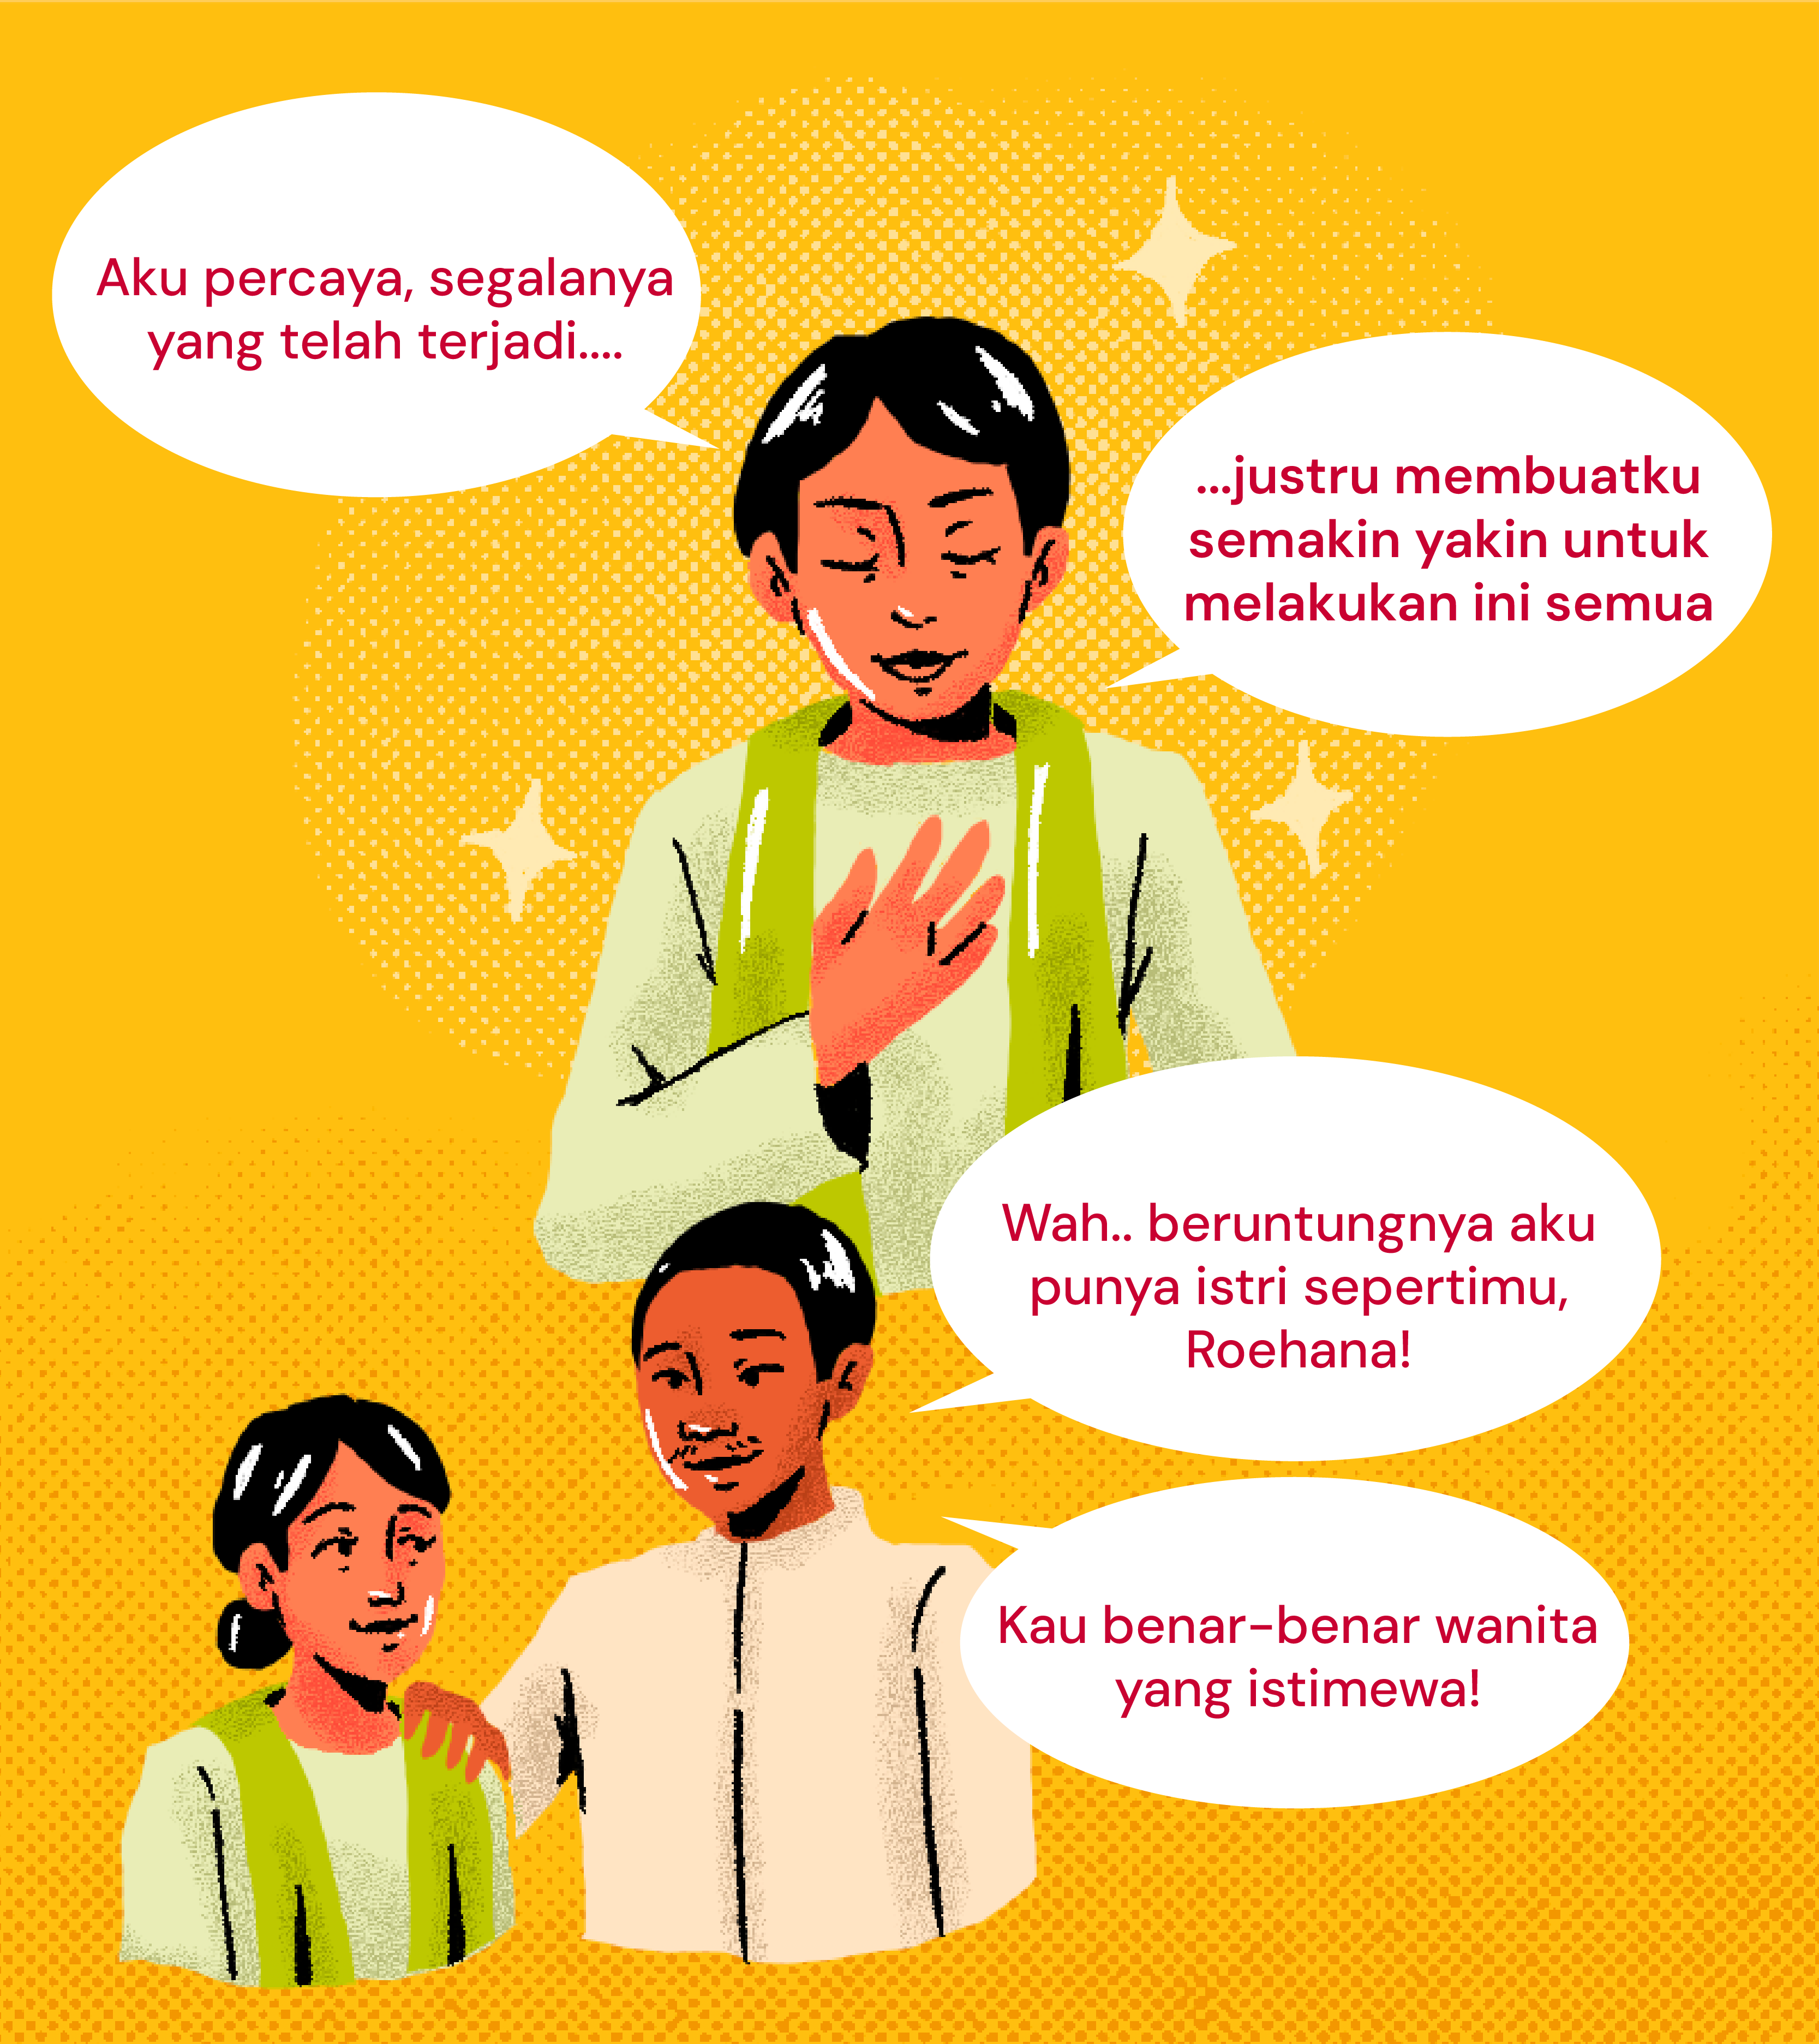 Aku percaya, segalanya
yang telah terjadi....
...justru membuatku
semakin yakin untuk
melakukan ini semua
Wah.. beruntungnya aku
punya istri sepertimu,
Roehana!
Kau benar-benar wanita
yang istimewa!